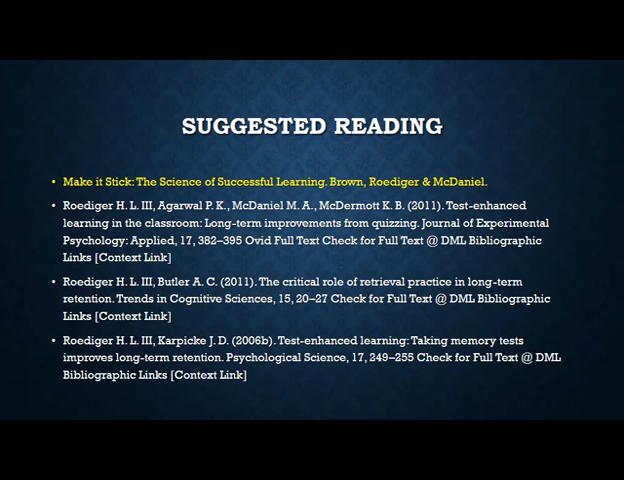 SUGGESTED READING
• Make it Stick: The Science of Successful Learning. Brown, Roediger & McDaniel.
• Roediger H. L. III, Agarwal P. K., McDaniel M. A., McDermott K. B. (2011). Test-enhanced
learning in the classroom: Long-term improvements from quizzing. Journal of Experimental
Psychology: Applied, 17, 382–395 Ovid Full Text Check for Full Text @ DML Bibliographic
Links [Context Link]
• Roediger H. L. III, Butler A. C. (2011). The critical role of retrieval practice in long-term
retention. Trends in Cognitive Sciences, 15, 20–27 Check for Full Text @ DML Bibliographic
Links [Context Link]
• Roediger H. L. III, Karpicke J. D. (2006b). Test-enhanced learning: Taking memory tests
improves long-term retention. Psychological Science, 17, 249–255 Check for Full Text @ DML
Bibliographic Links [Context Link]